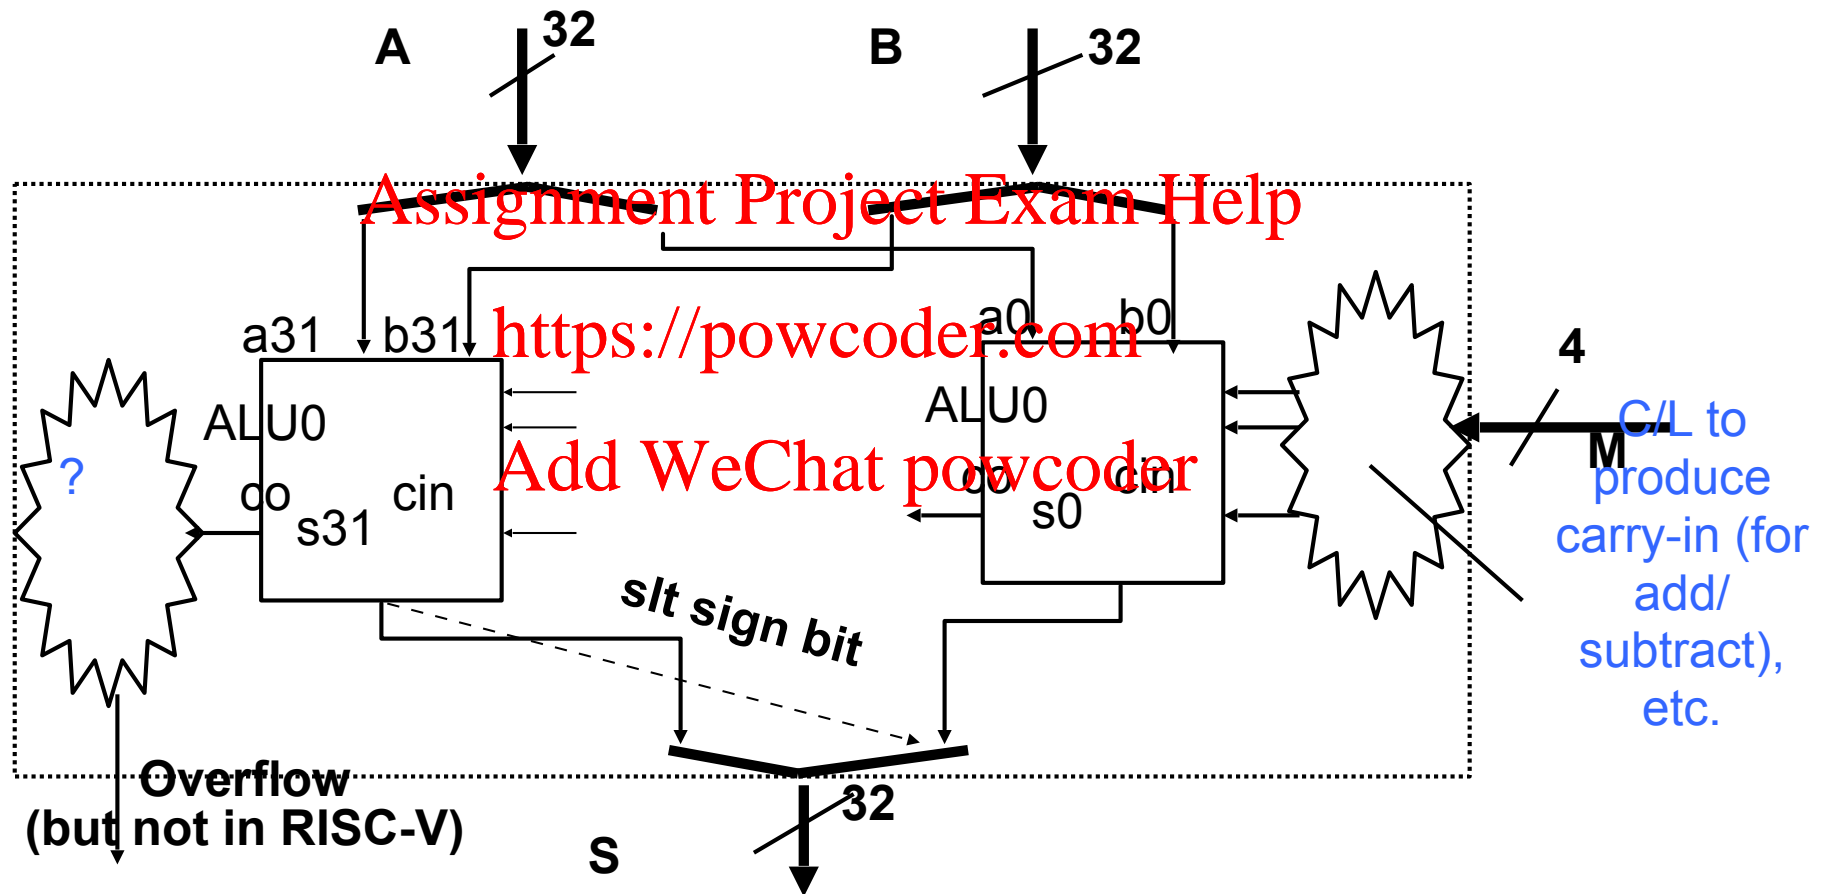 A
32
B
32
Assignment Project Exam Help
a31
b31
https://powcoder.com
a0
b0
4
ALU0
ALU0
M
C/L to
produce
carry-in (for
add/
subtract),
etc.
?
co
cin
s31
Add WeChat powcoder
co
cin
s0
slt sign bit
Overflow
(but not in RISC-V)
32
S